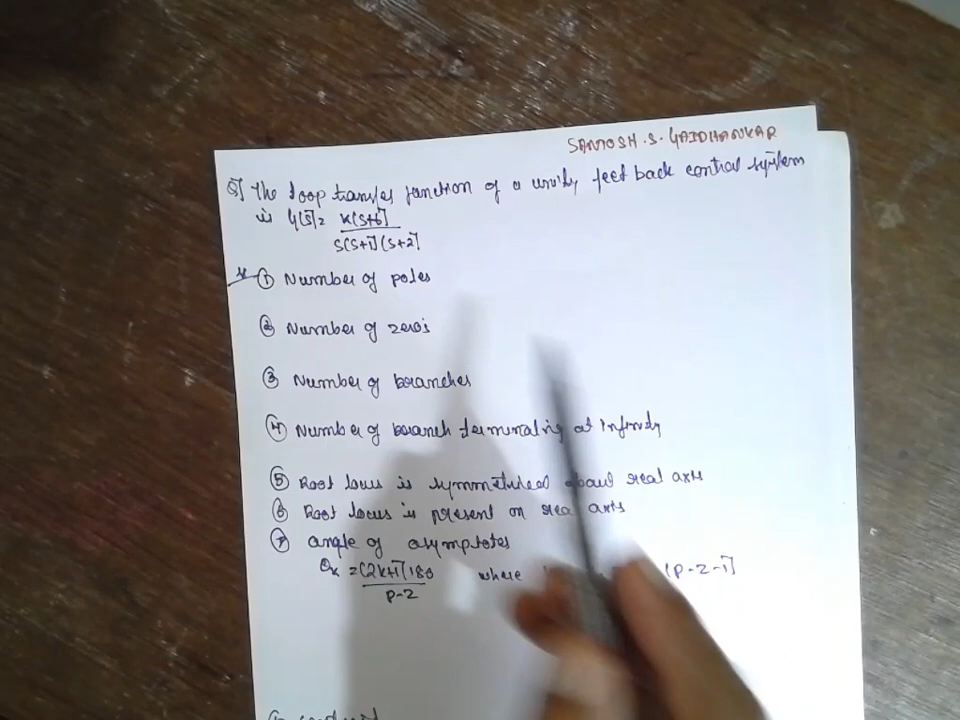 SANTOSH.S.GAIDHANKAR
Q] The loop transfer function of a unity feet back control system
is G(s)= K(s+6)
s(s+1)(s+2)
① Number of poles
② Number of zero's
③ Number of branches
④ Number of branch terminating at infinity
⑤ Root locus is symmetrical about real axis
⑥ Root locus is present on real axis
⑦ angle of asymptotes
θk = (2k+1)180 where (P-Z-1)
P-Z